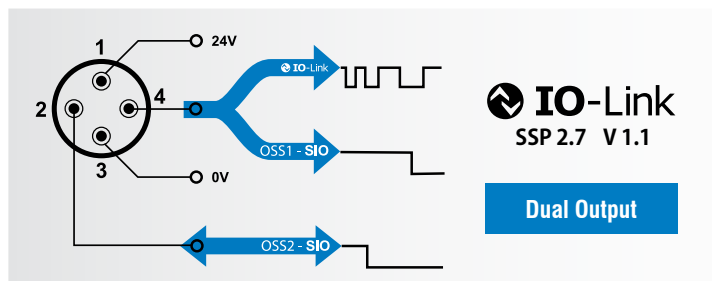 1
24V
2
4
3
0V
IO-Link
OSS1 - SIO
OSS2 - SIO
IO-Link
SSP 2.7 V 1.1
Dual Output